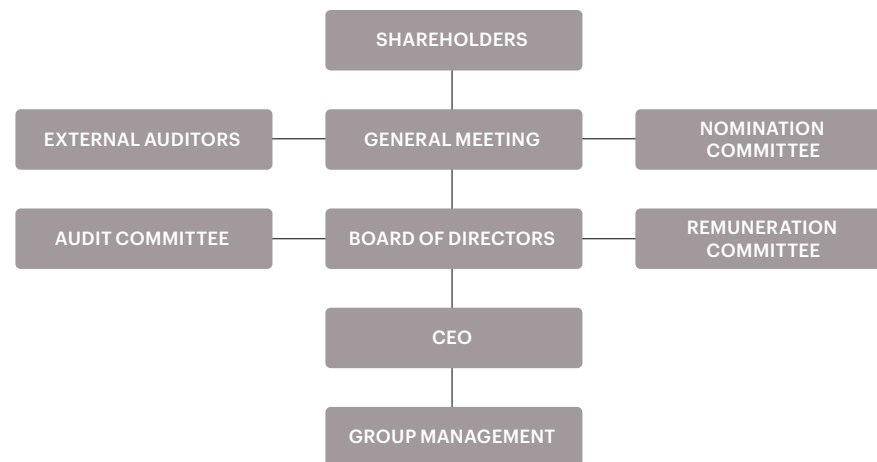 SHAREHOLDERS
EXTERNAL AUDITORS
GENERAL MEETING
NOMINATION
COMMITTEE
AUDIT COMMITTEE
BOARD OF DIRECTORS
REMUNERATION
COMMITTEE
CEO
GROUP MANAGEMENT